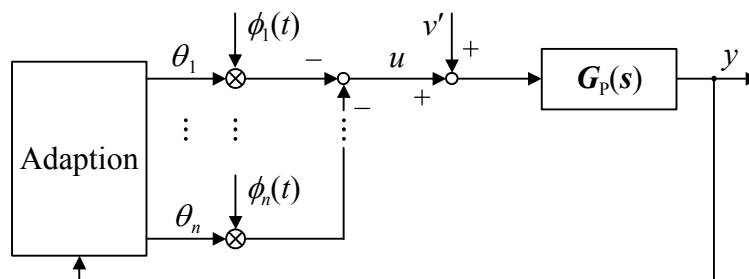 ϕ₁(t)
v′
θ₁
−
u
+
+
Gₚ(s)
y
−
Adaption
⋮ ⋮ ⋮
ϕₙ(t)
θₙ